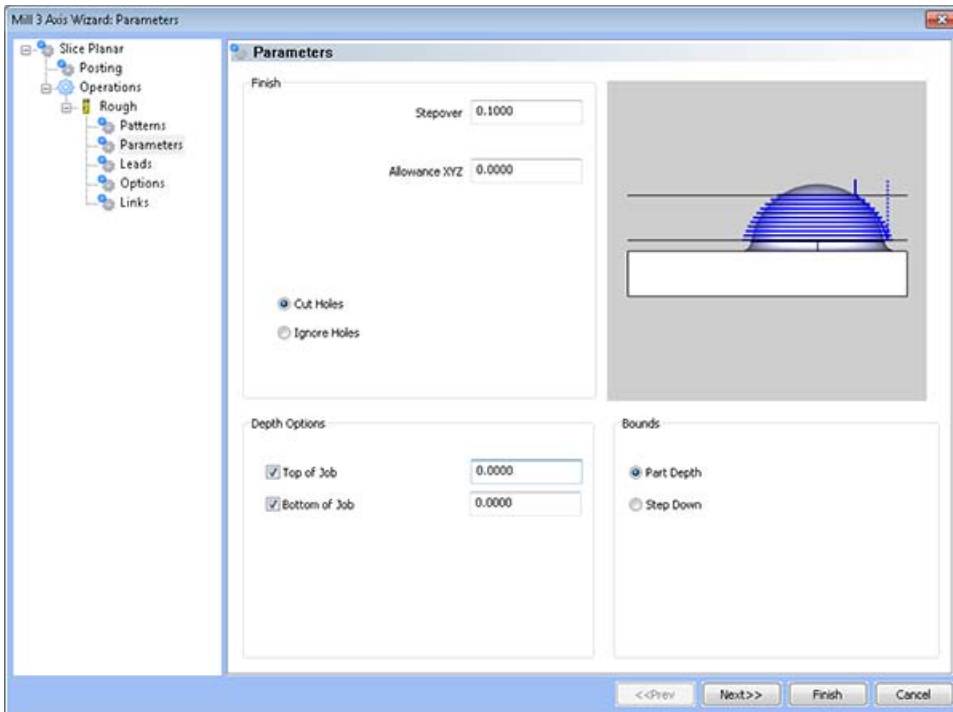 Mill 3 Axis Wizard: Parameters
Slice Planar
Posting
Operations
Rough
Patterns
Parameters
Leads
Options
Links
Parameters
Finish
Stepover 0.1000
Allowance XYZ 0.0000
Cut Holes
Ignore Holes
Depth Options
Top of Job 0.0000
Bottom of Job 0.0000
Bounds
Part Depth
Step Down
<<Prev Next>> Finish Cancel